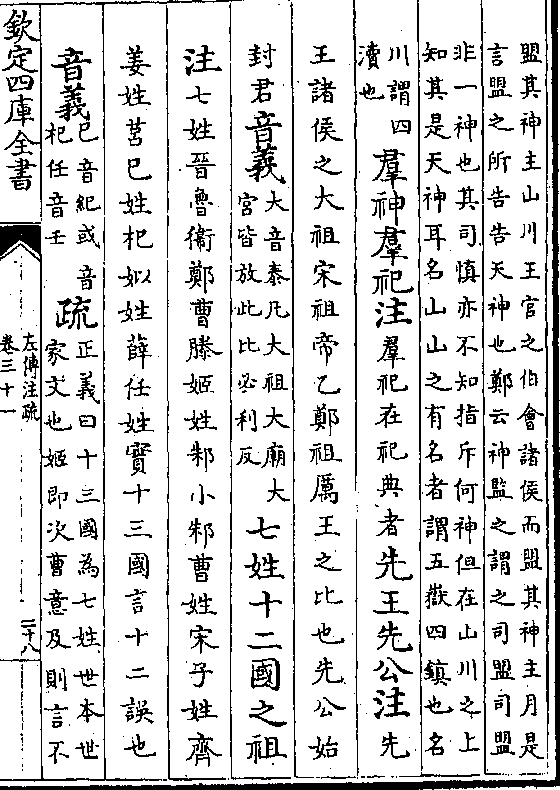 盟其神主山川王官之伯會諸侯而盟其神主月是
言盟之所告告天神也鄭云神監之謂之司盟司盟
非一神也其司慎亦不知指斥何神但在山川之上
知其是天神耳名山山之有名者謂五嶽四鎮也名
川謂四
瀆也
羣神羣祀注羣祀在祀典者先王先公注先
王諸侯之大祖宋祖帝乙鄭祖厲王之比也先公始
封君音義
大音泰凡大祖大廟大
宮皆放此比必利反
七姓十二國之祖
注七姓晉魯衞鄭曹滕姬姓邾小邾曹姓宋子姓齊
姜姓莒巳姓杞姒姓薛任姓實十三國言十二誤也
音義
巳音紀或音
杞任音壬
疏
正義曰十三國為七姓世本世
家文也姬即次曹意及則言不
欽定四庫全書
左傳注疏
卷三十一
二十八